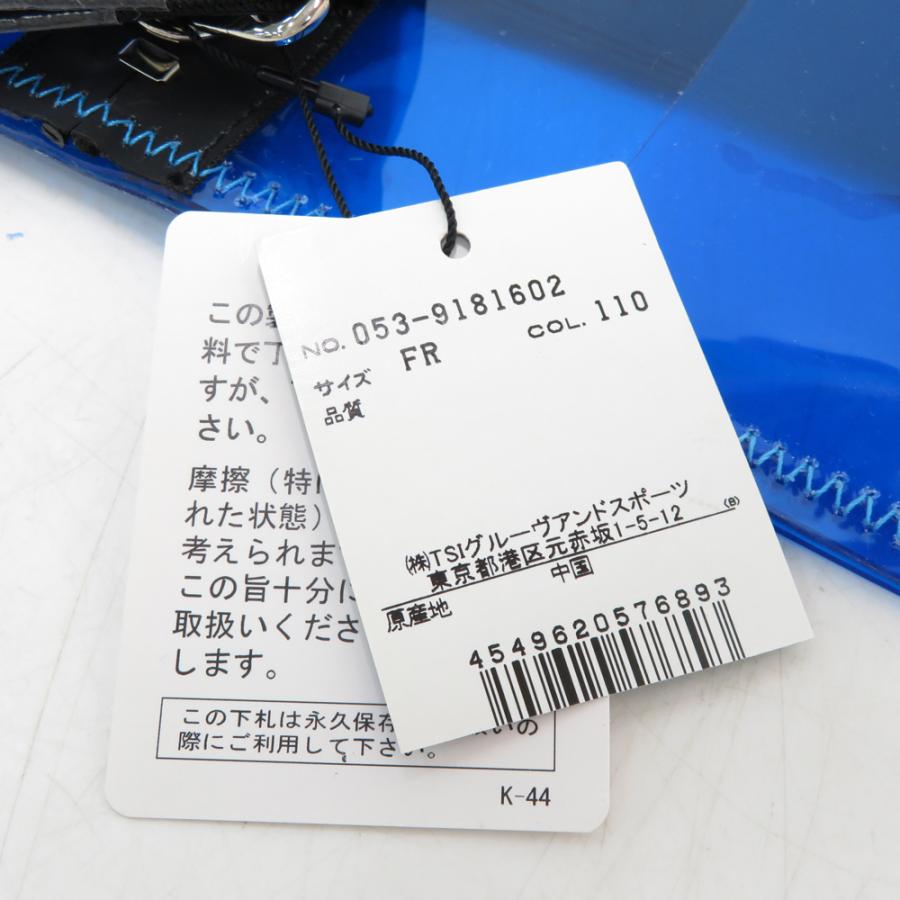 NO. 053-9181602
COL. 110
サイズ FR
品質
㈱TSIグルーヴアンドスポーツ
東京都港区元赤坂1-5-12
(B)
原産地 中国
4549620576893
この
料で
すが、
さい。
摩擦（特に
れた状態）
考えられま
この旨十分に
取扱いくださ
します。
この下札は永久保存 いの
際にご利用して下さい。
K-44